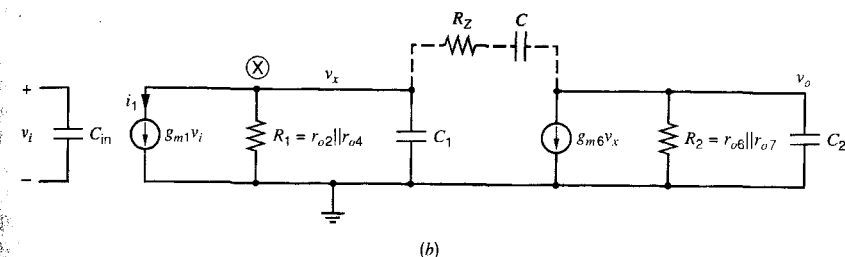 R_Z
C
X
v_x
v_o
+
v_i
−
C_in
i_1
g_m1 v_i
R_1 = r_o2||r_o4
C_1
g_m6 v_x
R_2 = r_o6||r_o7
C_2
(b)